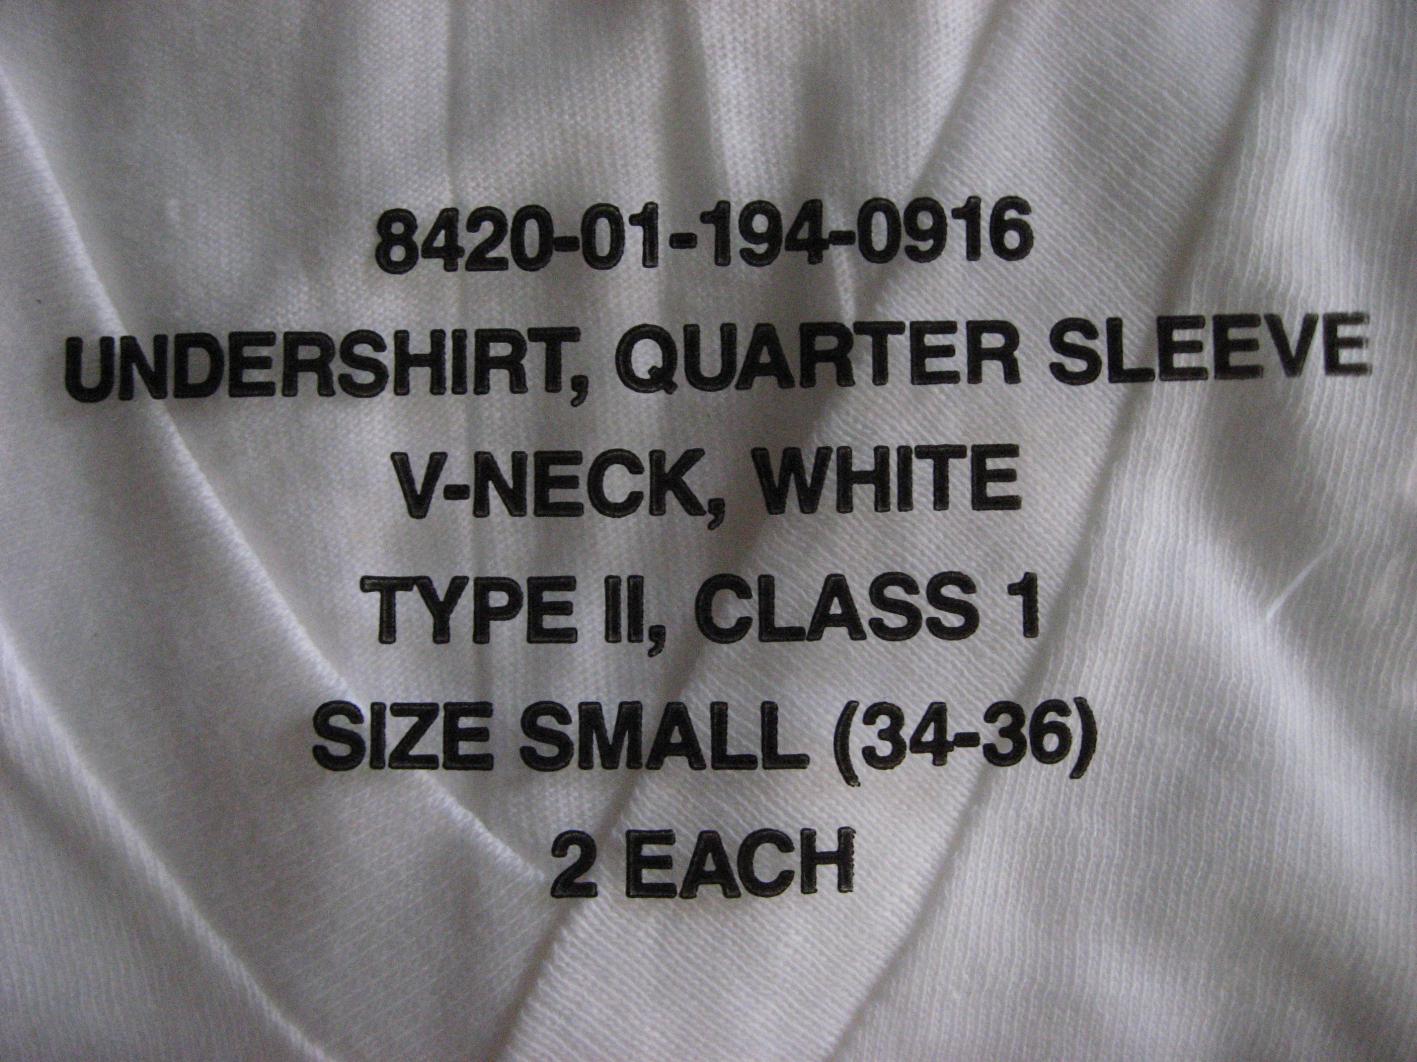 8420-01-194-0916
UNDERSHIRT, QUARTER SLEEVE
V-NECK, WHITE
TYPE II, CLASS 1
SIZE SMALL (34-36)
2 EACH